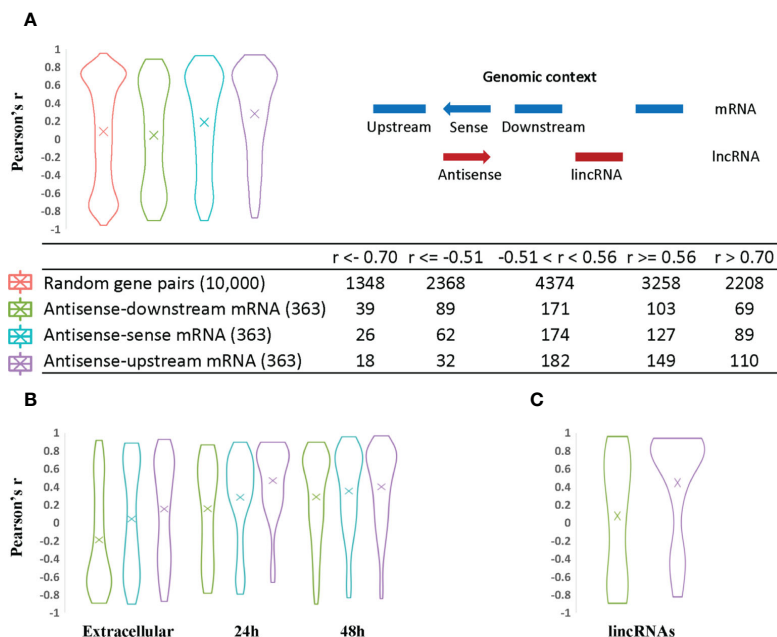 A
Pearson's r
1
0.8
0.6
0.4
0.2
0
-0.2
-0.4
-0.6
-0.8
-1
Genomic context
mRNA
Upstream Sense Downstream
Antisense lincRNA lncRNA
r <- 0.70 r <= -0.51 -0.51 < r < 0.56 r >= 0.56 r > 0.70
Random gene pairs (10,000) 1348 2368 4374 3258 2208
Antisense-downstream mRNA (363) 39 89 171 103 69
Antisense-sense mRNA (363) 26 62 174 127 89
Antisense-upstream mRNA (363) 18 32 182 149 110
B
Pearson's r
1
0.8
0.6
0.4
0.2
0
-0.2
-0.4
-0.6
-0.8
-1
Extracellular 24h 48h
C
1
0.8
0.6
0.4
0.2
0
-0.2
-0.4
-0.6
-0.8
-1
lincRNAs